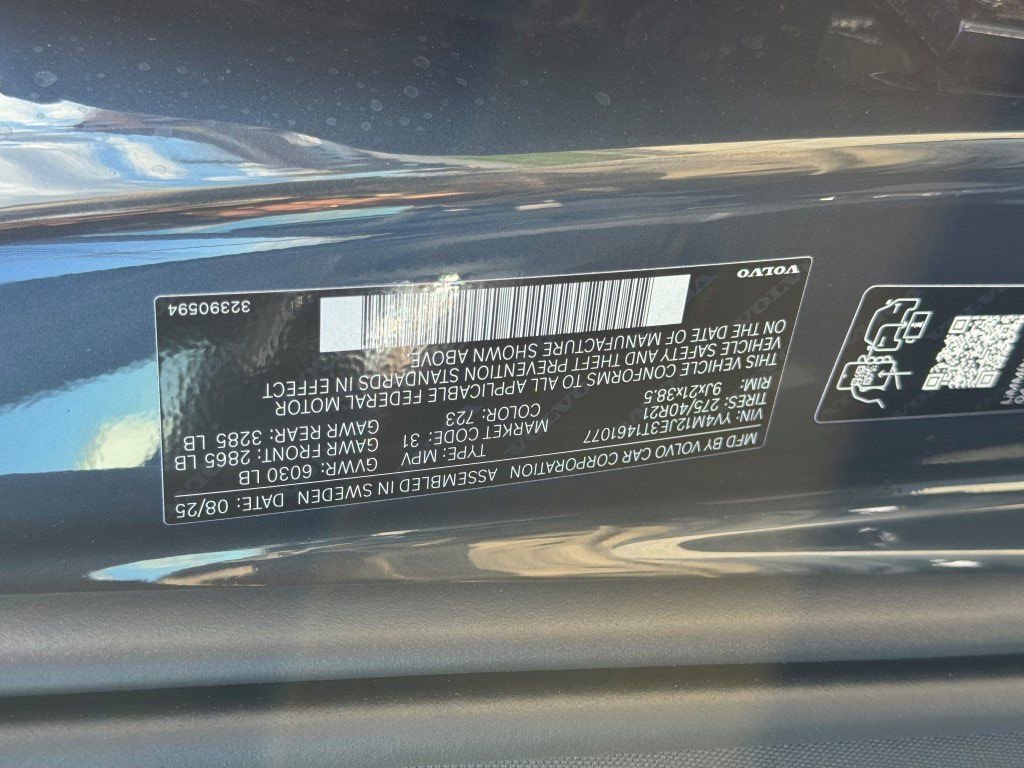 MFD BY VOLVO CAR CORPORATION ASSEMBLED IN SWEDEN DATE: 08/25
VIN: YV4M12JE3T1461077
TIRES: 275/40R21
RIM: 9Jx21x38.5
TYPE: MPV
MARKET CODE: 31
COLOR: 723
GVWR: 6030 LB
GAWR FRONT: 2865 LB
GAWR REAR: 3285 LB
THIS VEHICLE CONFORMS TO ALL APPLICABLE FEDERAL MOTOR
VEHICLE SAFETY AND THEFT PREVENTION STANDARDS IN EFFECT
ON THE DATE OF MANUFACTURE SHOWN ABOVE.
VOLVO
32390594